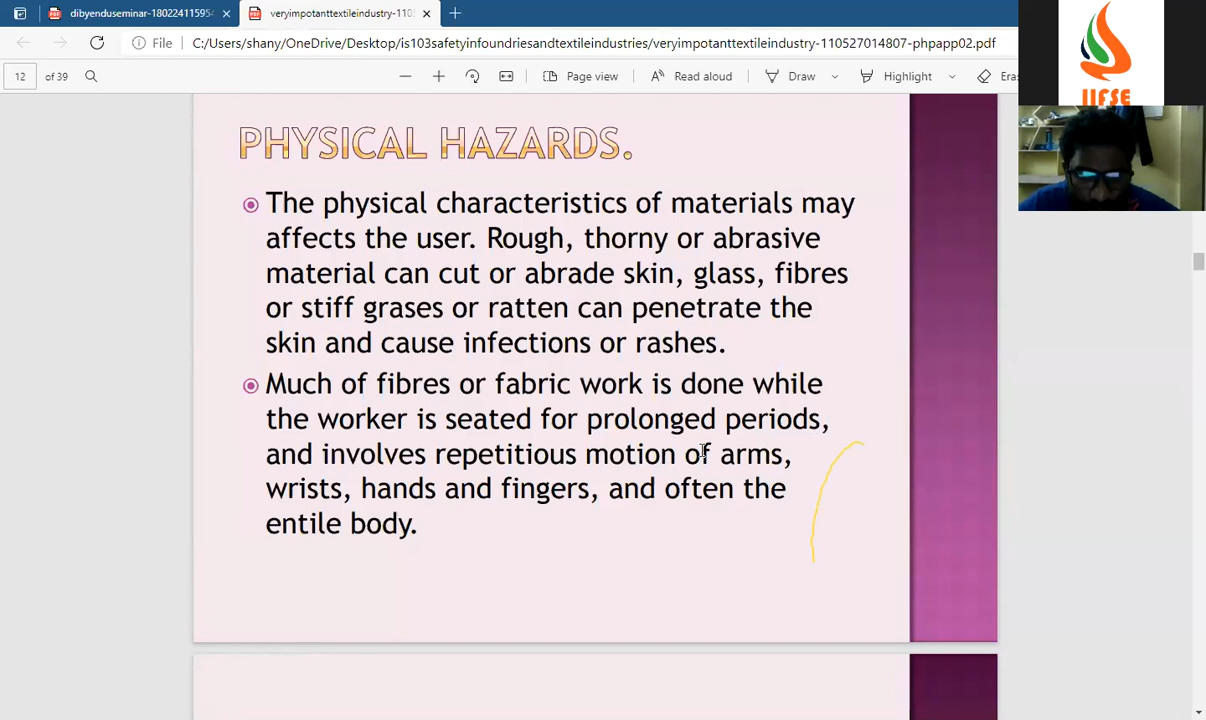 dibyenduseminar-18022411595
veryimpotanttextileindustry-1105
File
C:/Users/shany/OneDrive/Desktop/is103safetyinfoundriesandtextileindustries/veryimpotanttextileindustry-110527014807-phpapp02.pdf
12 of 39
Page view
Read aloud
Draw
Highlight
Eras
IIFSE
PHYSICAL HAZARDS.
The physical characteristics of materials may
affects the user. Rough, thorny or abrasive
material can cut or abrade skin, glass, fibres
or stiff grases or ratten can penetrate the
skin and cause infections or rashes.
Much of fibres or fabric work is done while
the worker is seated for prolonged periods,
and involves repetitious motion of arms,
wrists, hands and fingers, and often the
entile body.